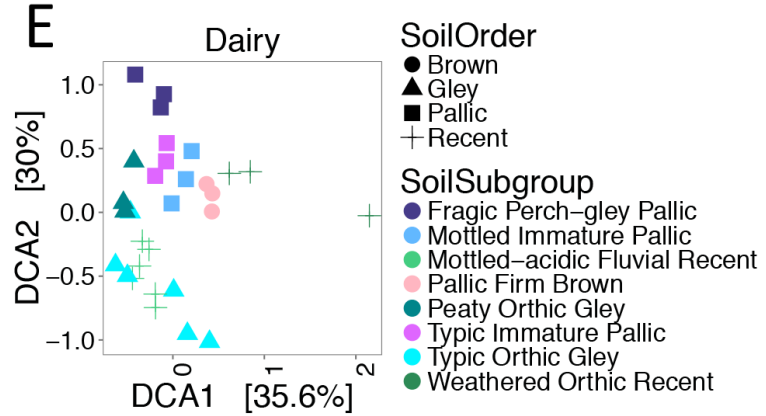 E
Dairy
1.0
0.5
0.0
−0.5
−1.0
DCA2 [30%]
0
1
2
DCA1 [35.6%]
SoilOrder
Brown
Gley
Pallic
Recent
SoilSubgroup
Fragic Perch−gley Pallic
Mottled Immature Pallic
Mottled−acidic Fluvial Recent
Pallic Firm Brown
Peaty Orthic Gley
Typic Immature Pallic
Typic Orthic Gley
Weathered Orthic Recent